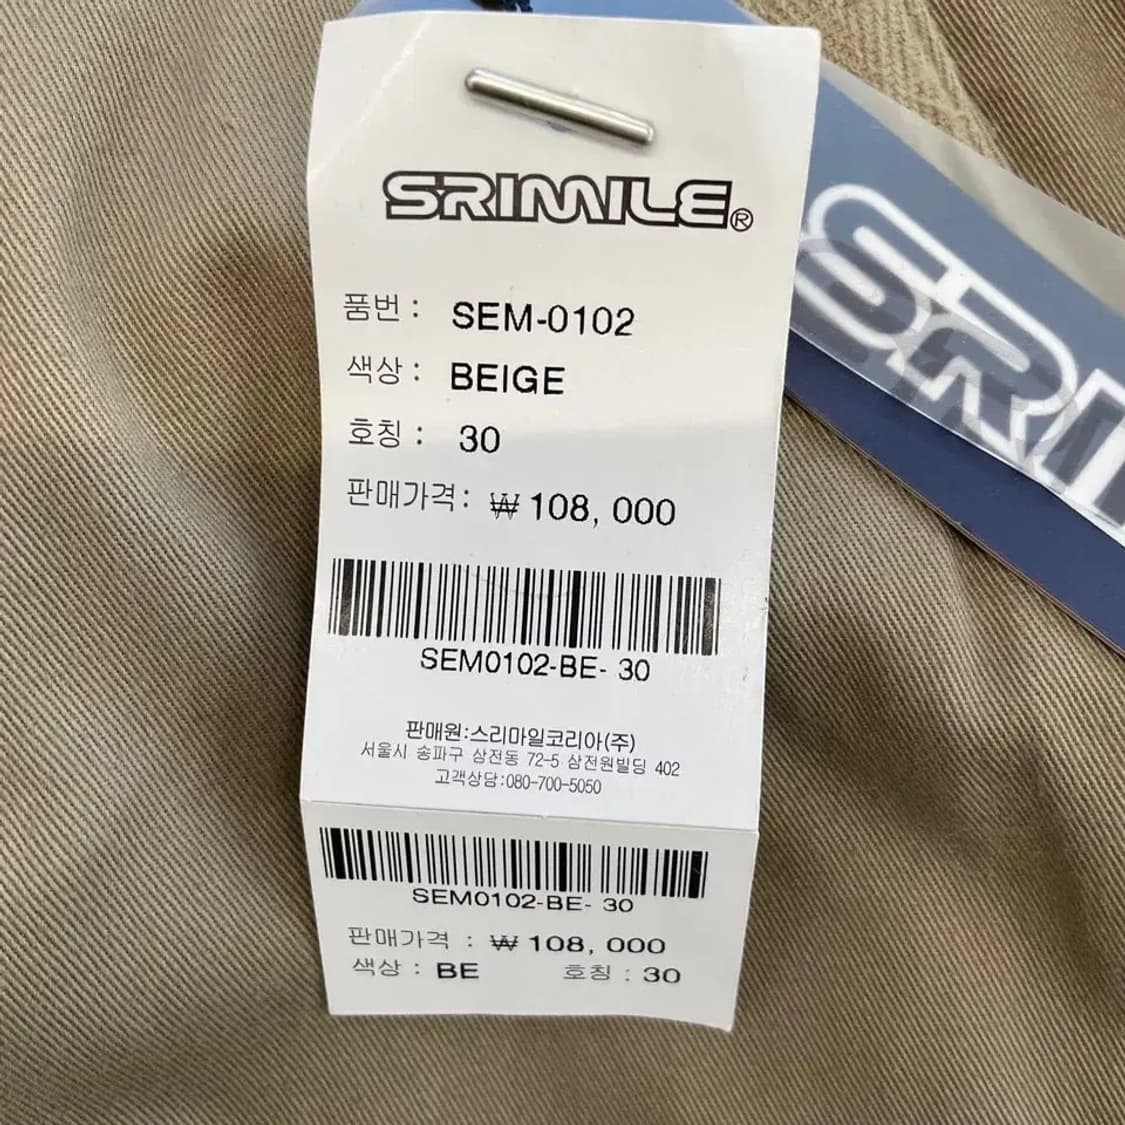 SRIMILE®
품번 : SEM-0102
색상 : BEIGE
호칭 : 30
판매가격: ₩ 108, 000
SEM0102-BE- 30
판매원:스리마일코리아(주)
서울시 송파구 삼전동 72-5 삼전원빌딩 402
고객상담:080-700-5050
SEM0102-BE- 30
판매가격 : ₩ 108, 000
색상 : BE 호칭 : 30
SRI